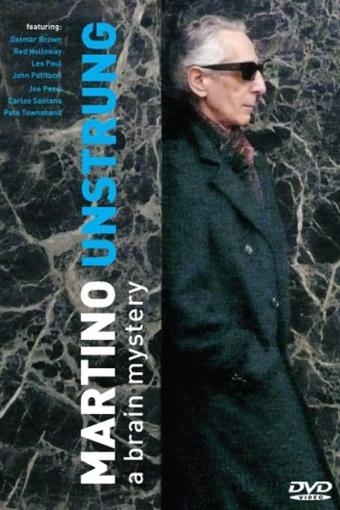 featuring:
Delmar Brown
Red Holloway
Les Paul
John Patitucci
Joe Pesci
Carlos Santana
Pete Townshend
MARTINO UNSTRUNG
a brain mystery
DVD
VIDEO